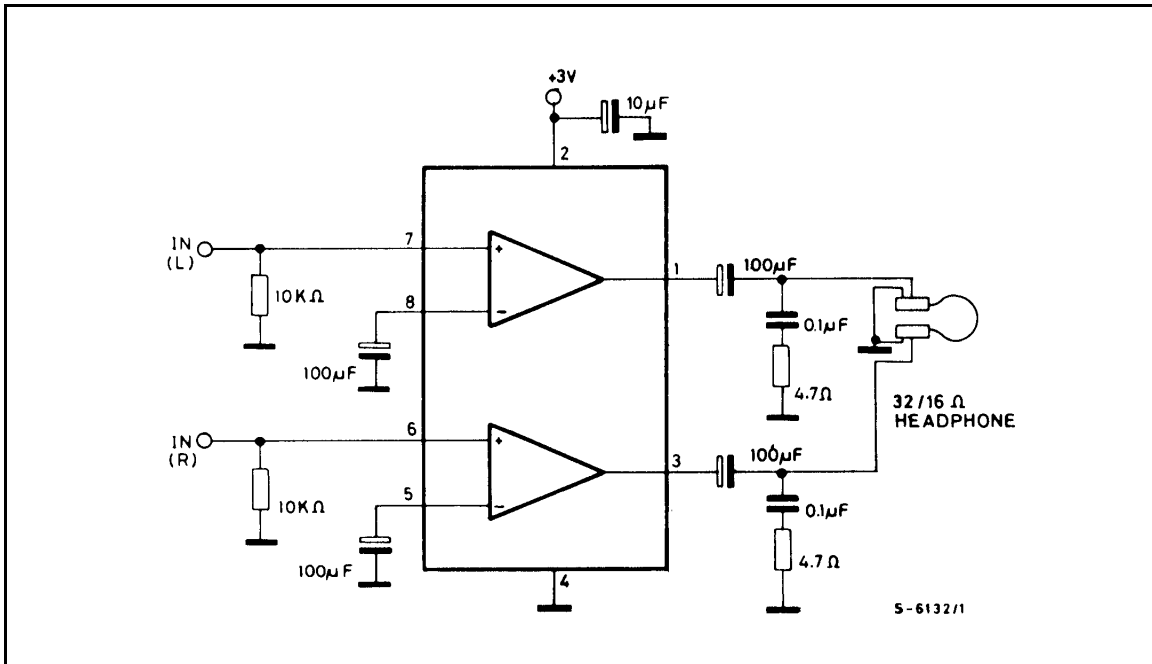 +3V
10µF
2
IN
(L)
7
10KΩ
8
100µF
+
−
1
100µF
0.1µF
4.7Ω
32/16 Ω
HEADPHONE
IN
(R)
6
10KΩ
5
100µF
+
−
3
100µF
0.1µF
4.7Ω
4
S-6132/1